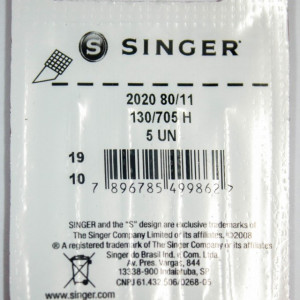 S SINGER®
2020 80/11
130/705 H
5 UN
19
10
7 896785 499862
SINGER and the "S" design are exclusive trademarks of
The Singer Company Limited or its affiliates, ©2008
® A registered trademark of The Singer Company
Limited or its affiliates.
Singer do Brasil Ind. e Com. Ltda.
Av. Pres. Vargas, 844
13338-900 Indaiatuba, SP
CNPJ 61.432.506/0268-05
www.singer.com